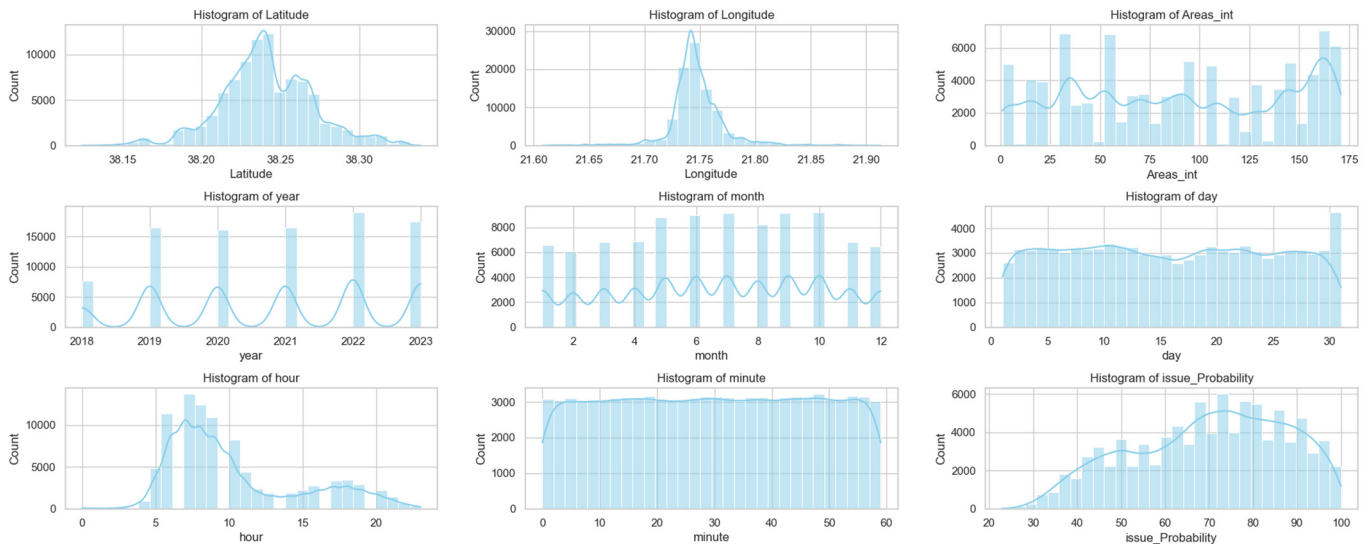 Histogram of Latitude
Count
10000
5000
0
38.15 38.20 38.25 38.30
Latitude
Histogram of Longitude
Count
30000
20000
10000
0
21.60 21.65 21.70 21.75 21.80 21.85 21.90
Longitude
Histogram of Areas_int
Count
6000
4000
2000
0
0 25 50 75 100 125 150 175
Areas_int
Histogram of year
Count
15000
10000
5000
0
2018 2019 2020 2021 2022 2023
year
Histogram of month
Count
8000
6000
4000
2000
0
2 4 6 8 10 12
month
Histogram of day
Count
4000
3000
2000
1000
0
0 5 10 15 20 25 30
day
Histogram of hour
Count
10000
5000
0
0 5 10 15 20
hour
Histogram of minute
Count
3000
2000
1000
0
0 10 20 30 40 50 60
minute
Histogram of issue_Probability
Count
6000
4000
2000
0
20 30 40 50 60 70 80 90 100
issue_Probability